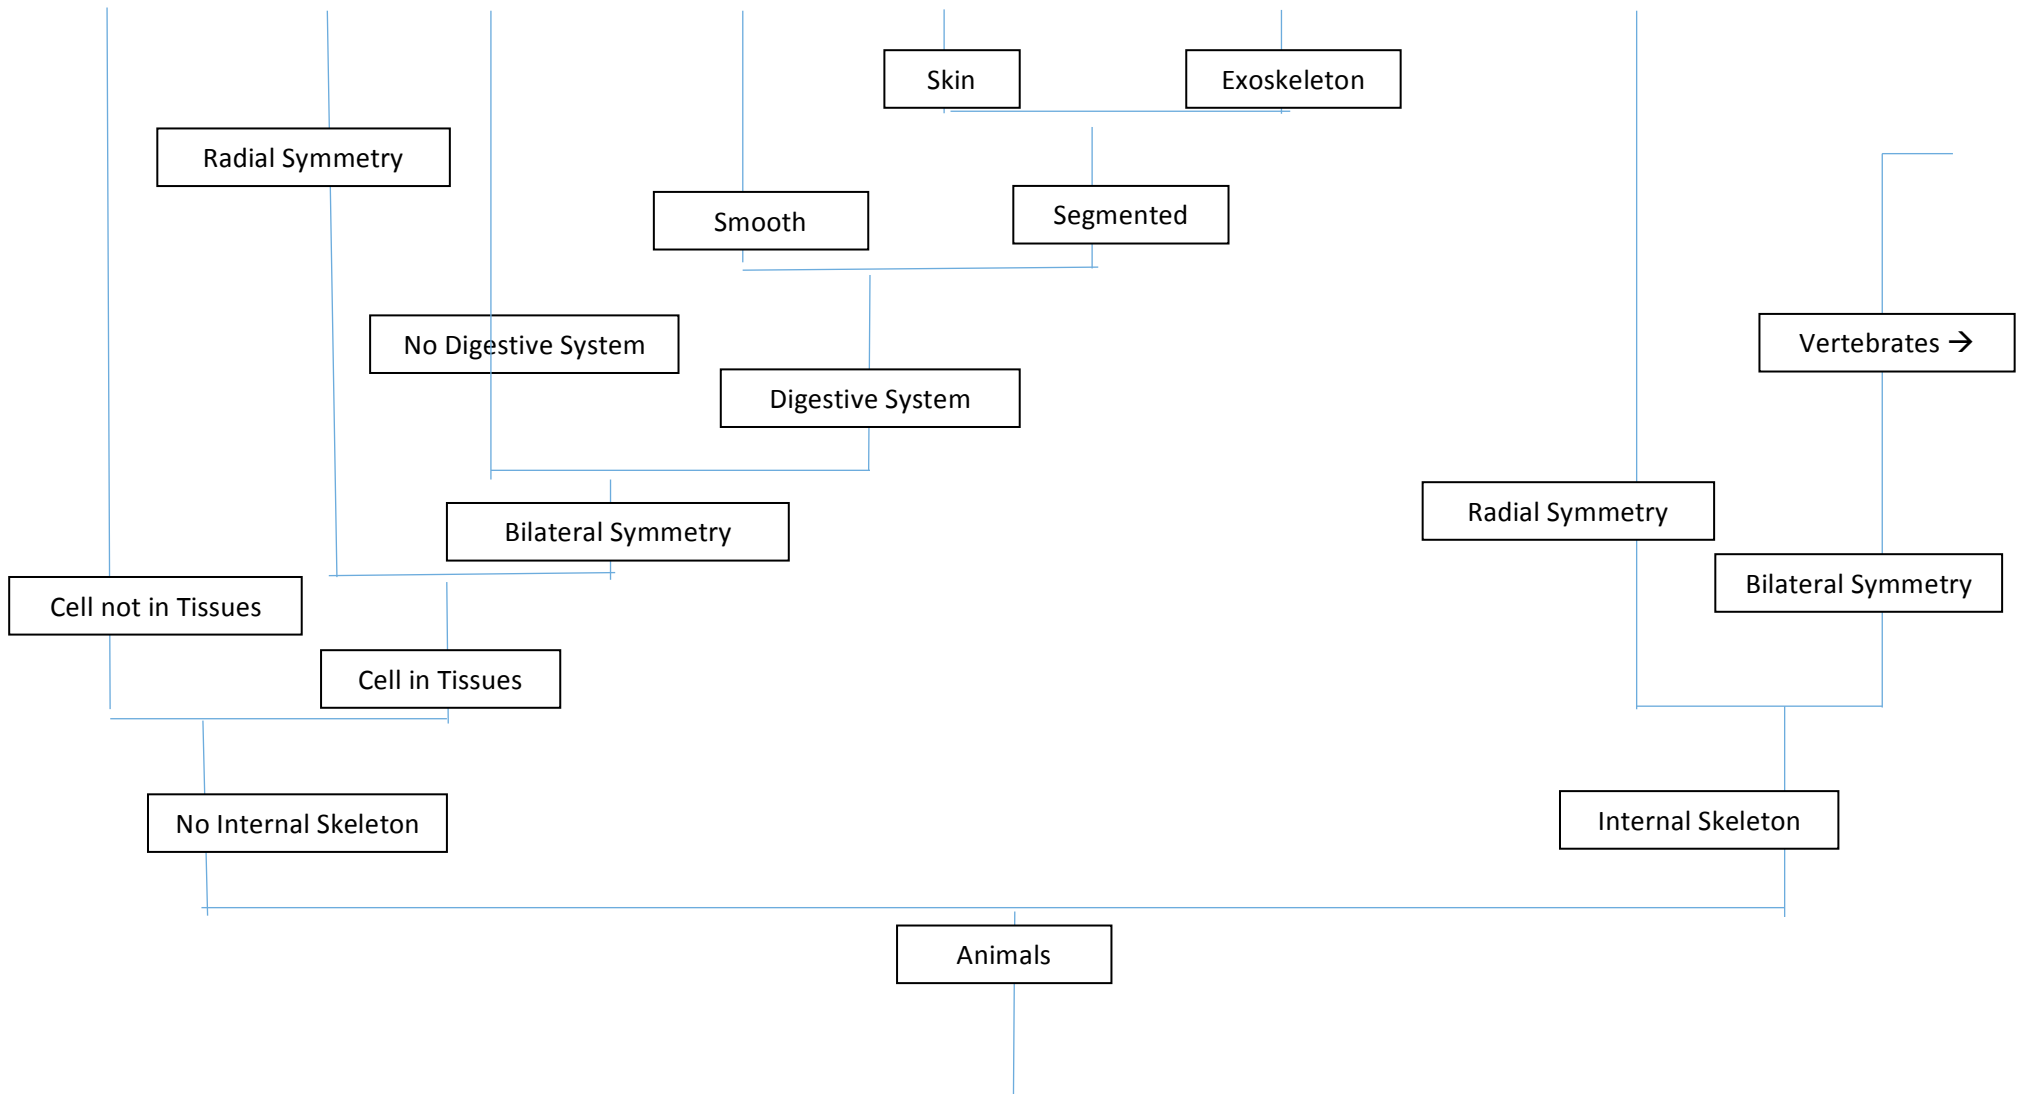 Skin
Exoskeleton
Radial Symmetry
Smooth
Segmented
No Digestive System
Vertebrates →
Digestive System
Radial Symmetry
Bilateral Symmetry
Bilateral Symmetry
Cell not in Tissues
Cell in Tissues
No Internal Skeleton
Internal Skeleton
Animals